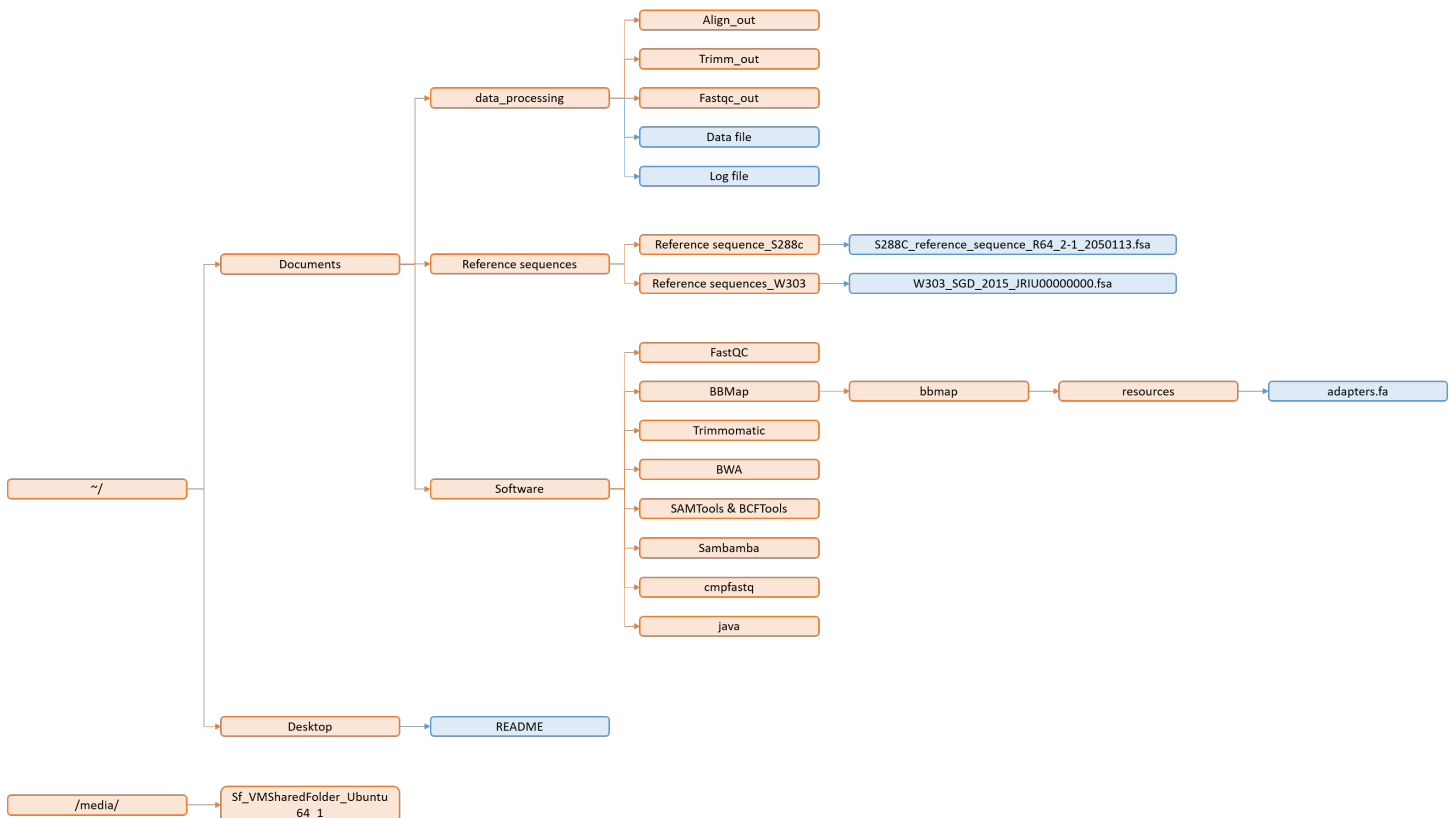 Align_out
Trimm_out
data_processing
Fastqc_out
Data file
Log file
Reference sequence_S288c
S288C_reference_sequence_R64_2-1_2050113.fsa
Documents
Reference sequences
Reference sequences_W303
W303_SGD_2015_JRIU00000000.fsa
FastQC
BBMap
bbmap
resources
adapters.fa
Trimmomatic
BWA
~/
Software
SAMTools & BCFTools
Sambamba
cmpfastq
java
Desktop
README
/media/
Sf_VMSharedFolder_Ubuntu
64_1